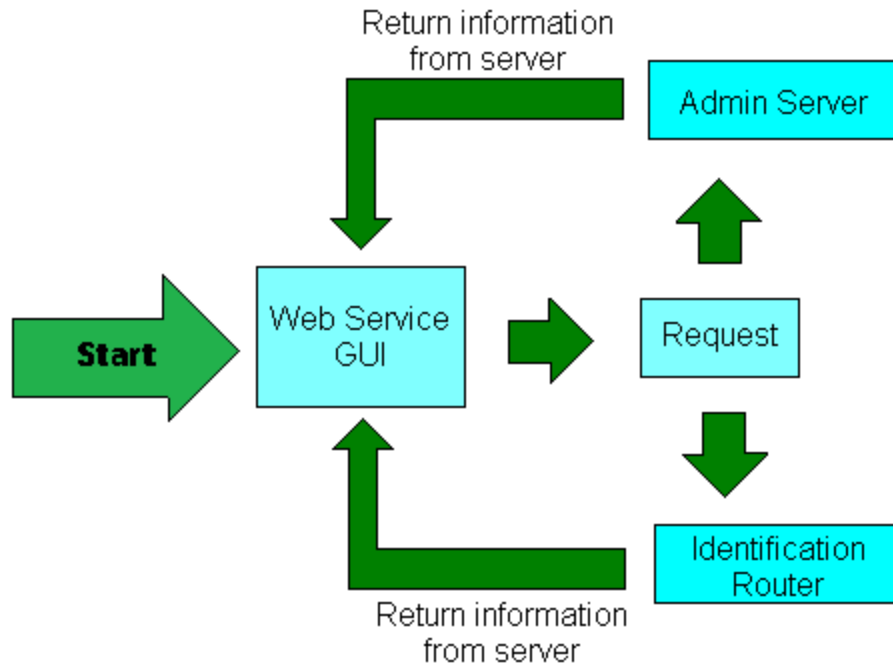 Return information
from server
Admin Server
Start
Web Service
GUI
Request
Identification
Router
Return information
from server